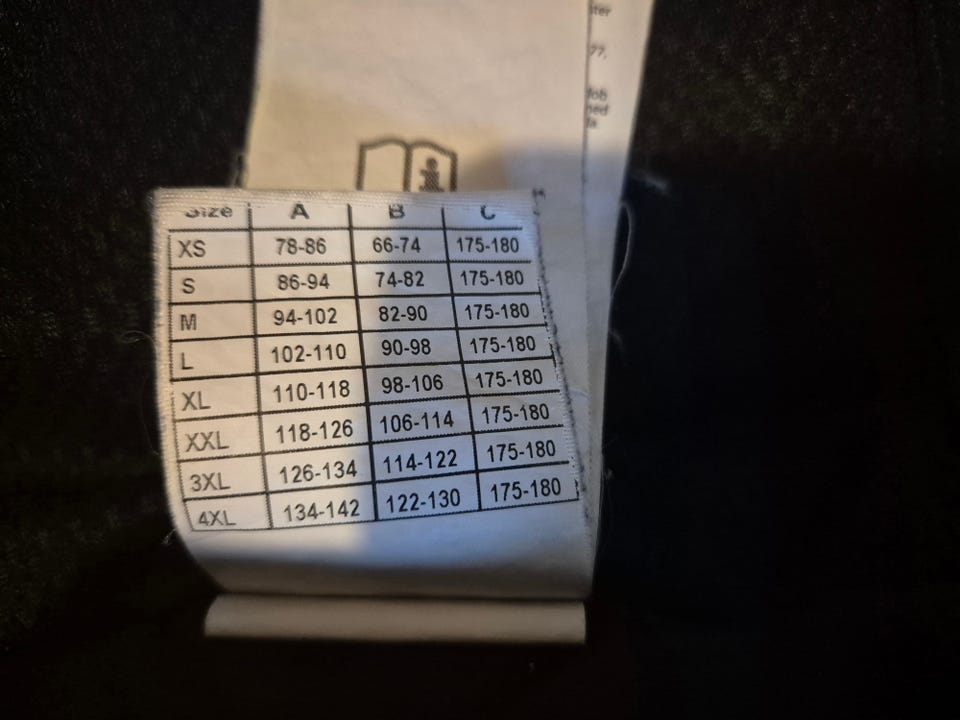 77,
Size A B C
XS 78-86 66-74 175-180
S 86-94 74-82 175-180
M 94-102 82-90 175-180
L 102-110 90-98 175-180
XL 110-118 98-106 175-180
XXL 118-126 106-114 175-180
3XL 126-134 114-122 175-180
4XL 134-142 122-130 175-180